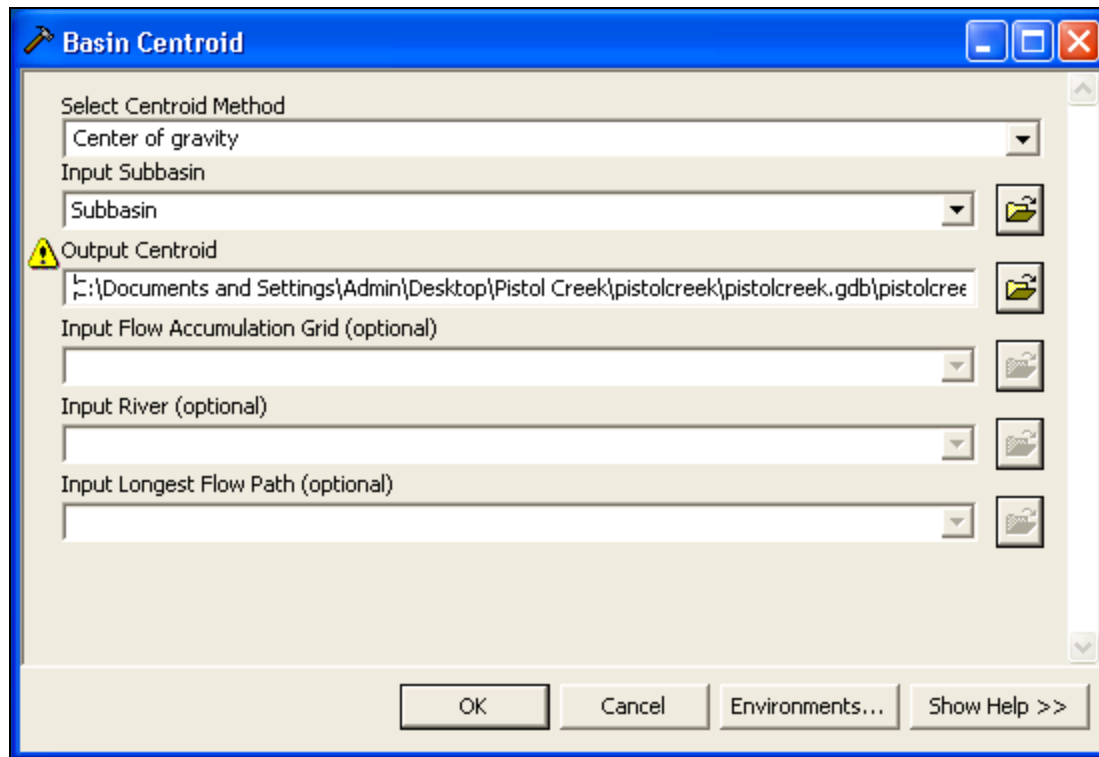 Basin Centroid
Select Centroid Method
Center of gravity
Input Subbasin
Subbasin
Output Centroid
C:\Documents and Settings\Admin\Desktop\Pistol Creek\pistolcreek\pistolcreek.gdb\pistolcree
Input Flow Accumulation Grid (optional)
Input River (optional)
Input Longest Flow Path (optional)
OK Cancel Environments... Show Help >>